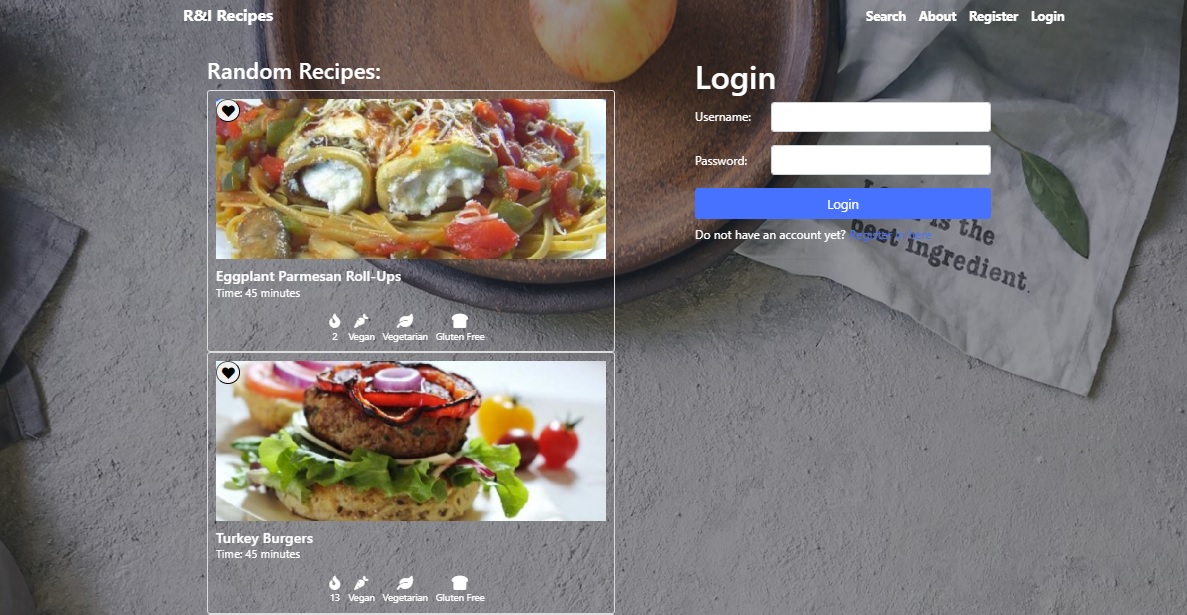 R&I Recipes
Search About Register Login
Random Recipes:
Eggplant Parmesan Roll-Ups
Time: 45 minutes
2 Vegan Vegetarian Gluten Free
Turkey Burgers
Time: 45 minutes
13 Vegan Vegetarian Gluten Free
Login
Username:
Password:
Login
Do not have an account yet? Register in here
is the
best ingredient.